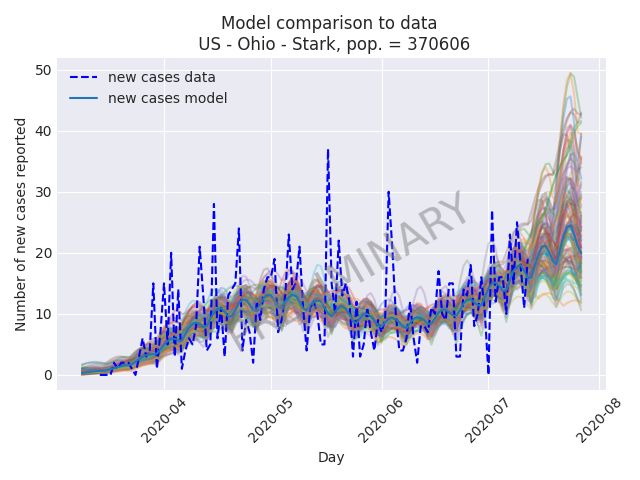 Model comparison to data
US - Ohio - Stark, pop. = 370606
new cases data
new cases model
Number of new cases reported
50
40
30
20
10
0
2020-04
2020-05
2020-06
2020-07
2020-08
Day